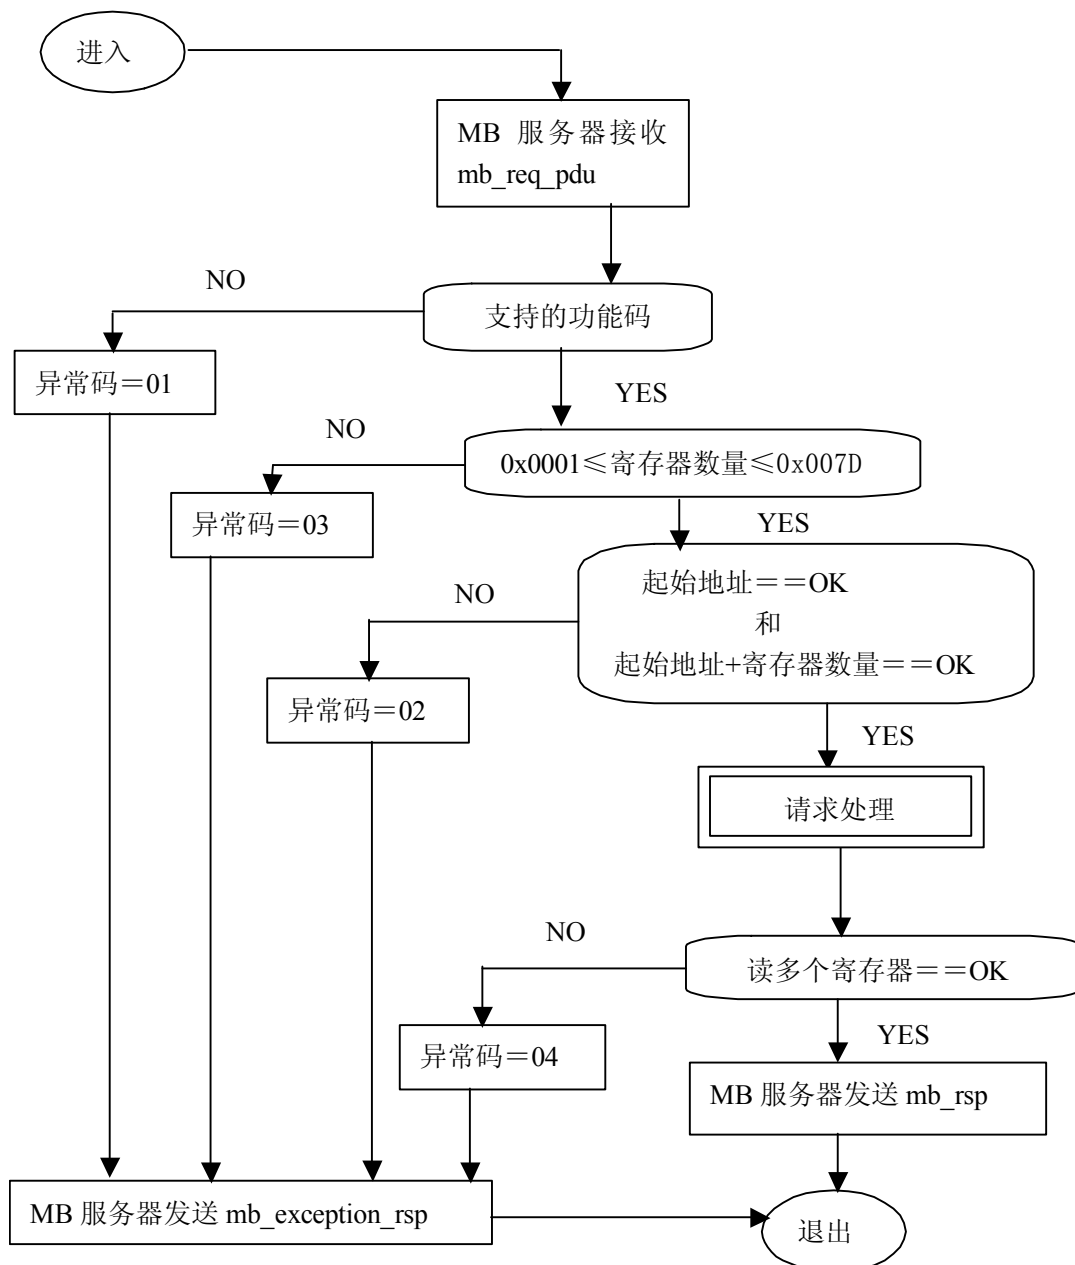 进入
MB 服务器接收
mb_req_pdu
NO
支持的功能码
异常码＝01
YES
NO
0x0001≤寄存器数量≤0x007D
异常码＝03
YES
起始地址＝＝OK
NO
和
起始地址+寄存器数量＝＝OK
异常码＝02
YES
请求处理
NO
读多个寄存器＝＝OK
异常码＝04
YES
MB 服务器发送 mb_rsp
MB 服务器发送 mb_exception_rsp
退出